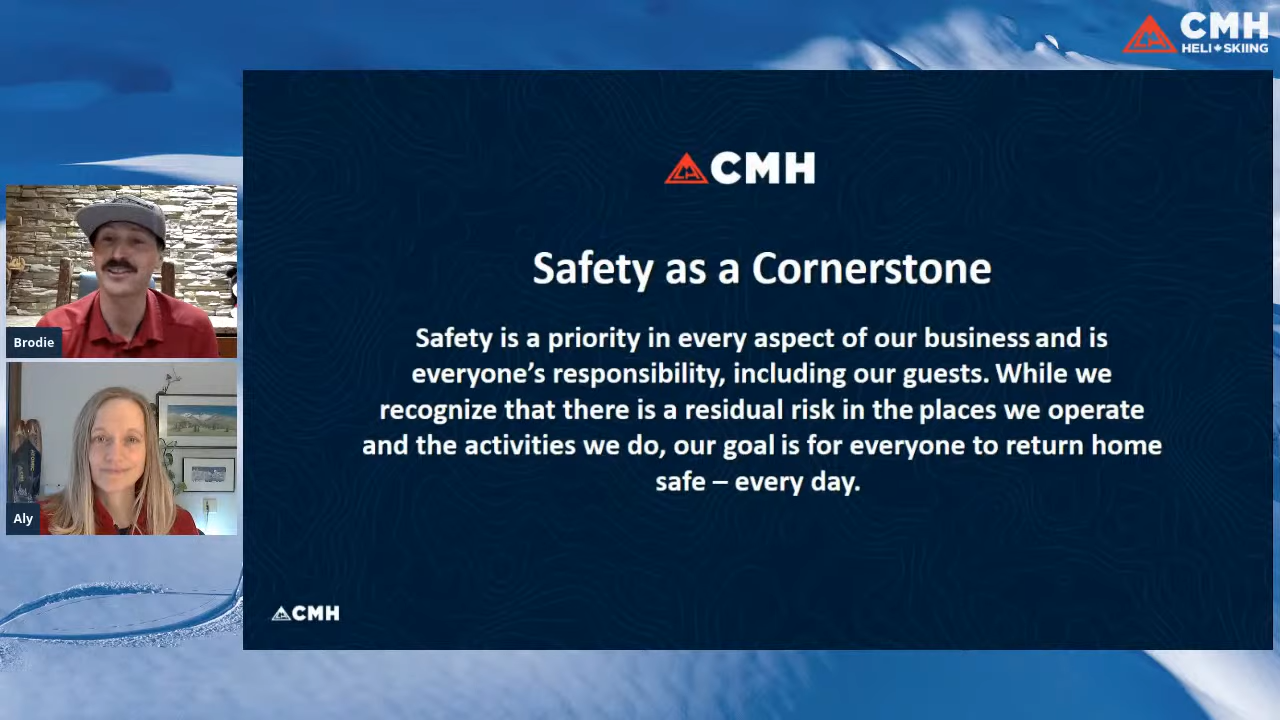 CMH
HELI SKIING
CMH
Safety as a Cornerstone
Safety is a priority in every aspect of our business and is
everyone's responsibility, including our guests. While we
recognize that there is a residual risk in the places we operate
and the activities we do, our goal is for everyone to return home
safe – every day.
Brodie
Aly
CMH